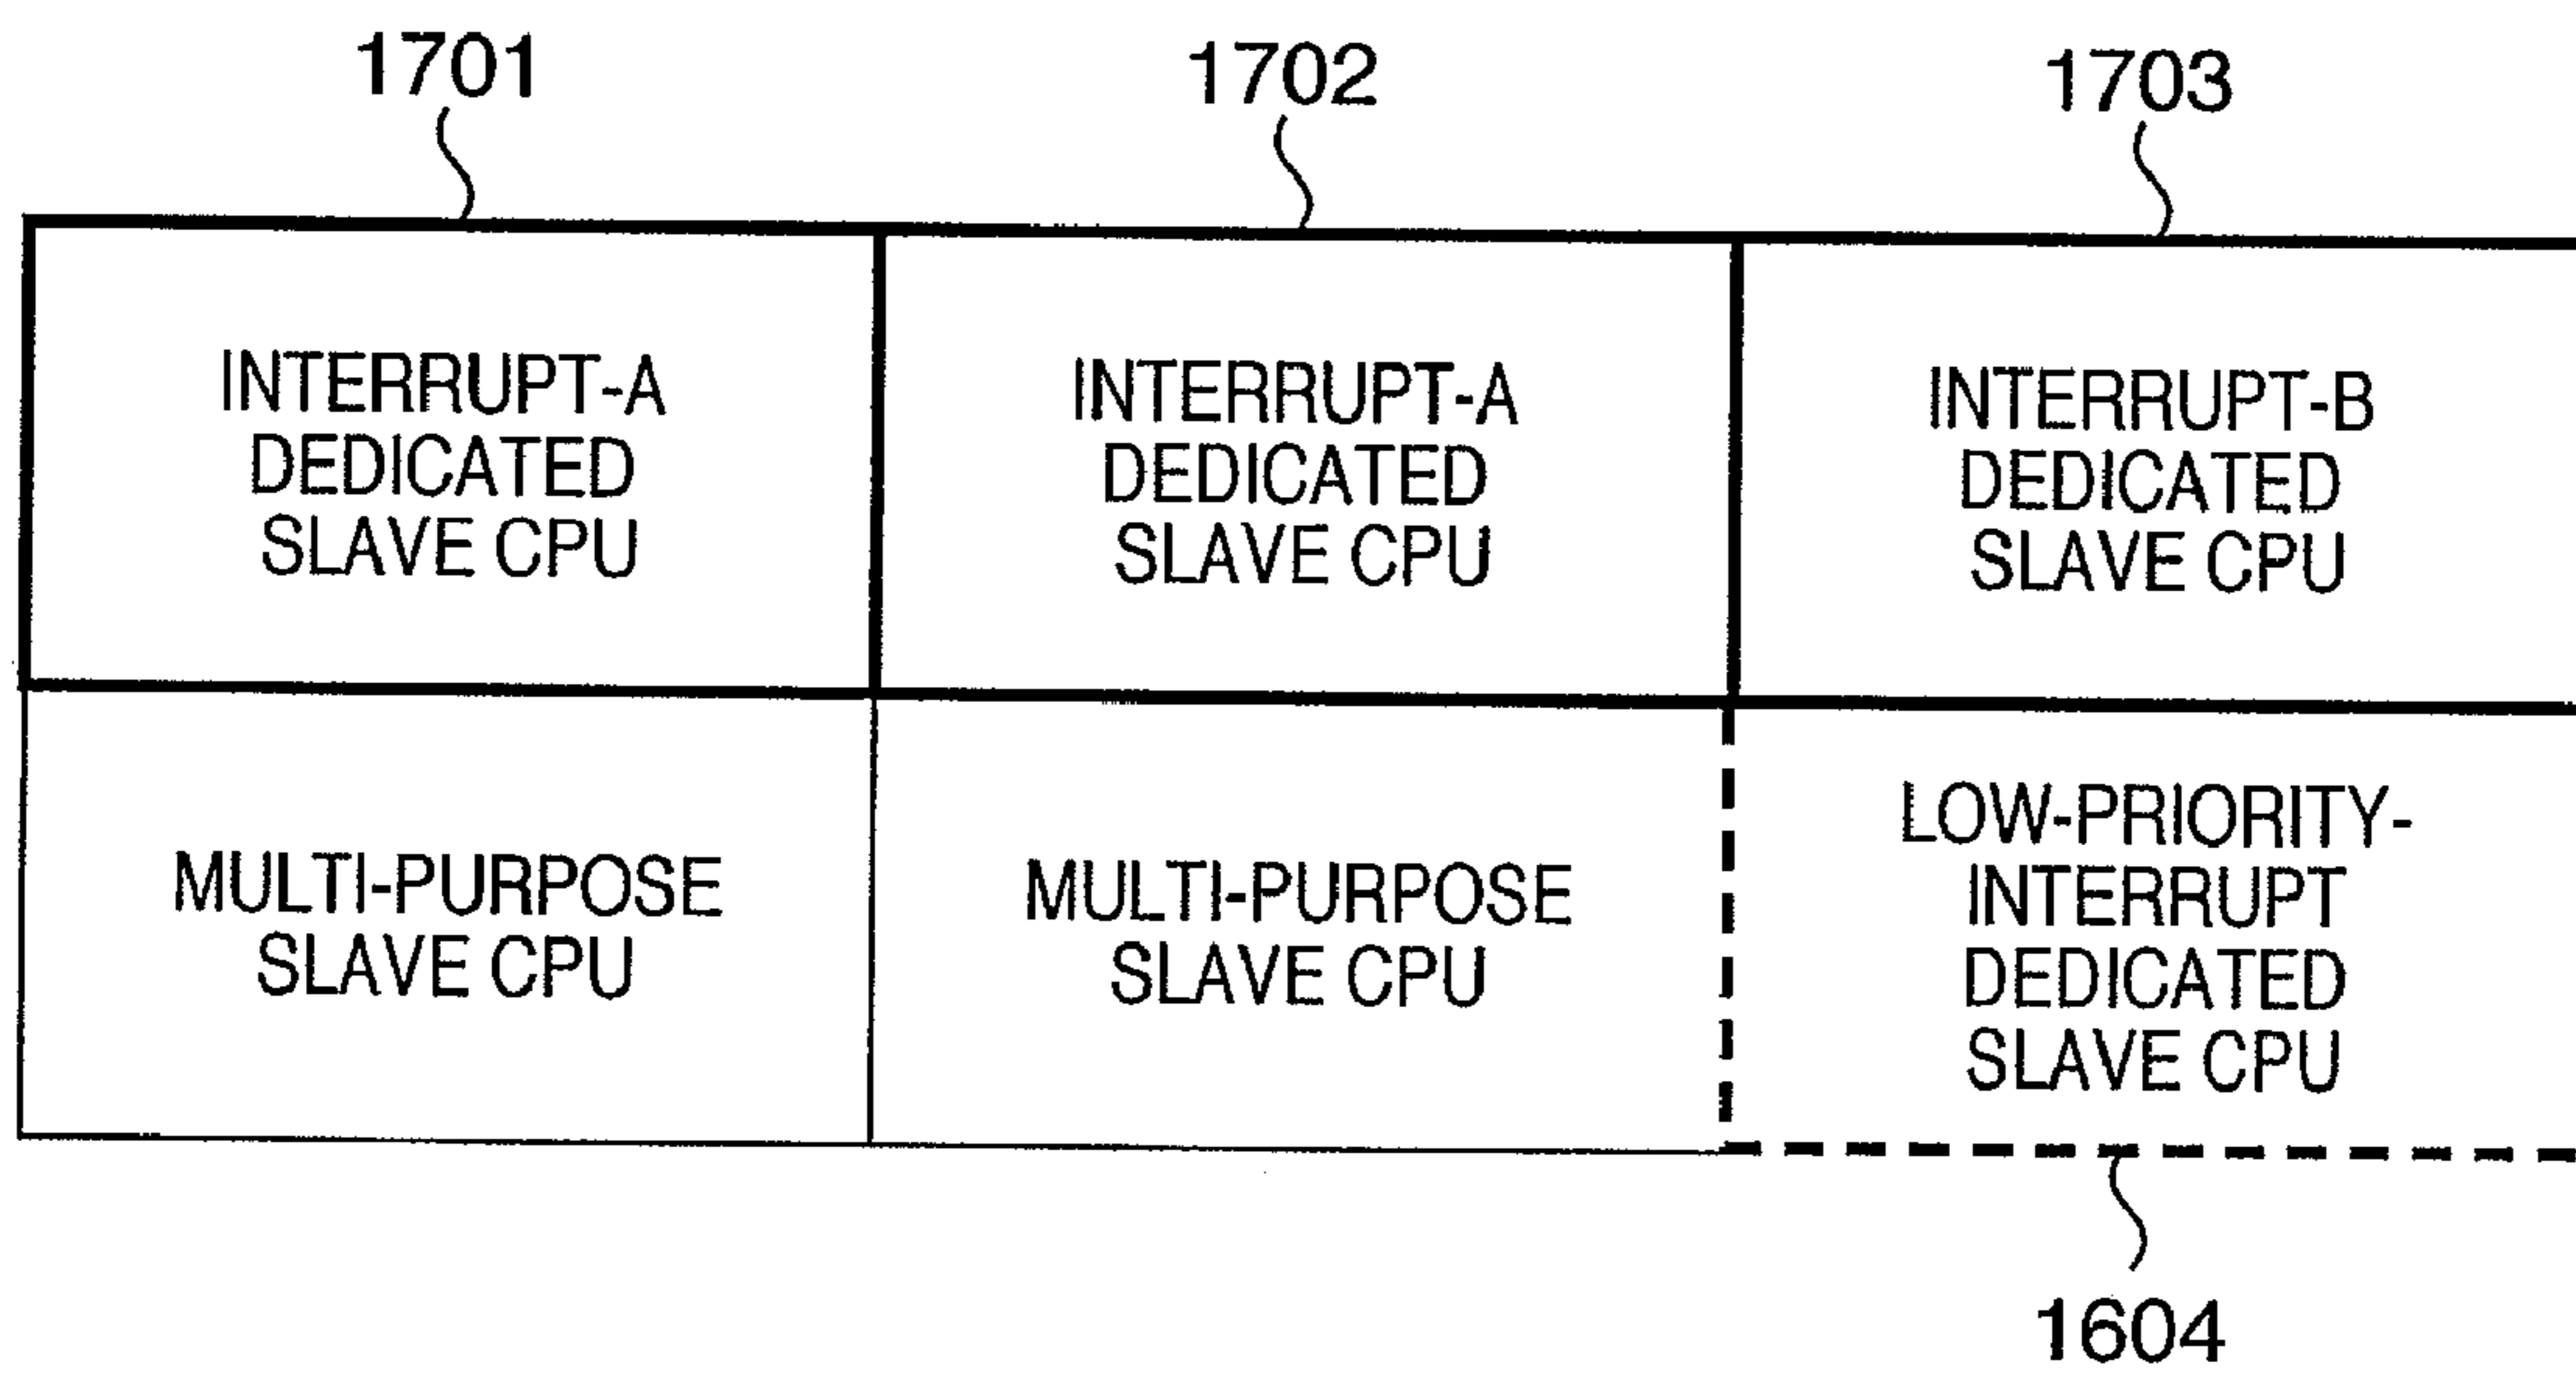 1701
1702
1703
INTERRUPT-A
DEDICATED
SLAVE CPU
INTERRUPT-A
DEDICATED
SLAVE CPU
INTERRUPT-B
DEDICATED
SLAVE CPU
MULTI-PURPOSE
SLAVE CPU
MULTI-PURPOSE
SLAVE CPU
LOW-PRIORITY-
INTERRUPT
DEDICATED
SLAVE CPU
1604